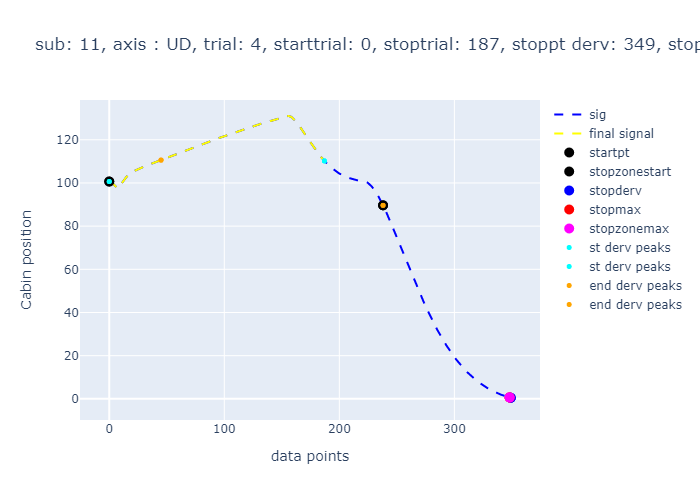 sub: 11, axis : UD, trial: 4, starttrial: 0, stoptrial: 187, stoppt derv: 349, stop
120
100
80
60
40
20
0
Cabin position
0 100 200 300
data points
sig
final signal
startpt
stopzonestart
stopderv
stopmax
stopzonemax
st derv peaks
st derv peaks
end derv peaks
end derv peaks